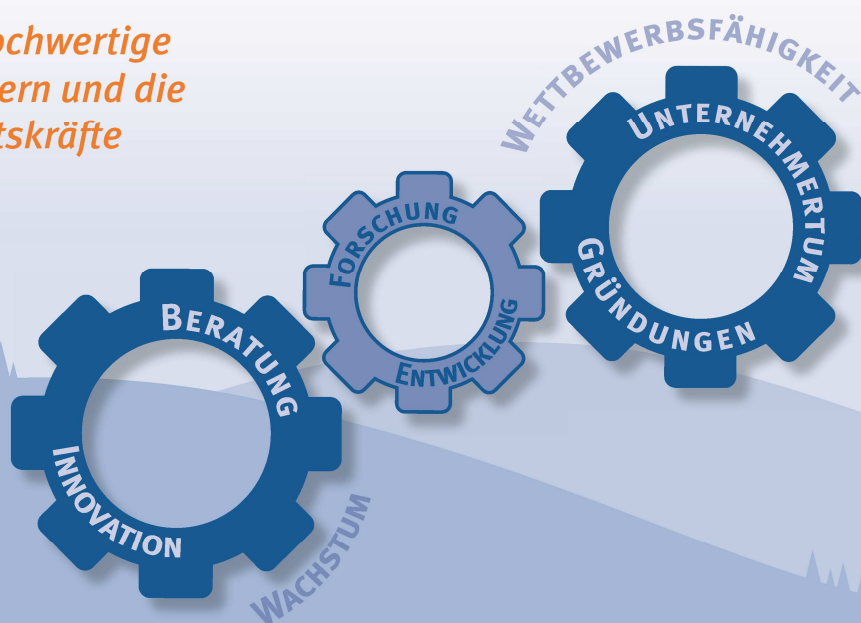 ochwertige
ern und die
tskräfte
WETTBEWERBSFÄHIGKEIT
UNTERNEHMERTUM
GRÜNDUNGEN
FORSCHUNG
ENTWICKLUNG
BERATUNG
INNOVATION
WACHSTUM